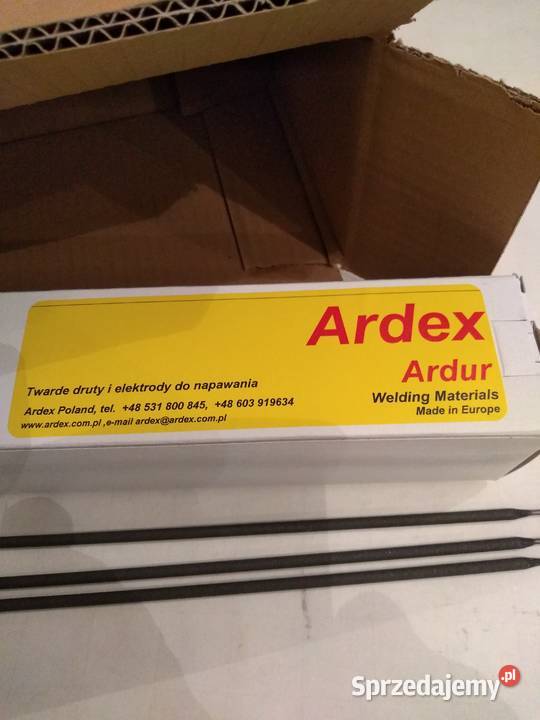 Ardex
Ardur
Twarde druty i elektrody do napawania
Welding Materials
Ardex Poland, tel. +48 531 800 845, +48 603 919634
Made in Europe
www.ardex.com.pl ,e-mail ardex@ardex.com.pl
Sprzedajemy.pl